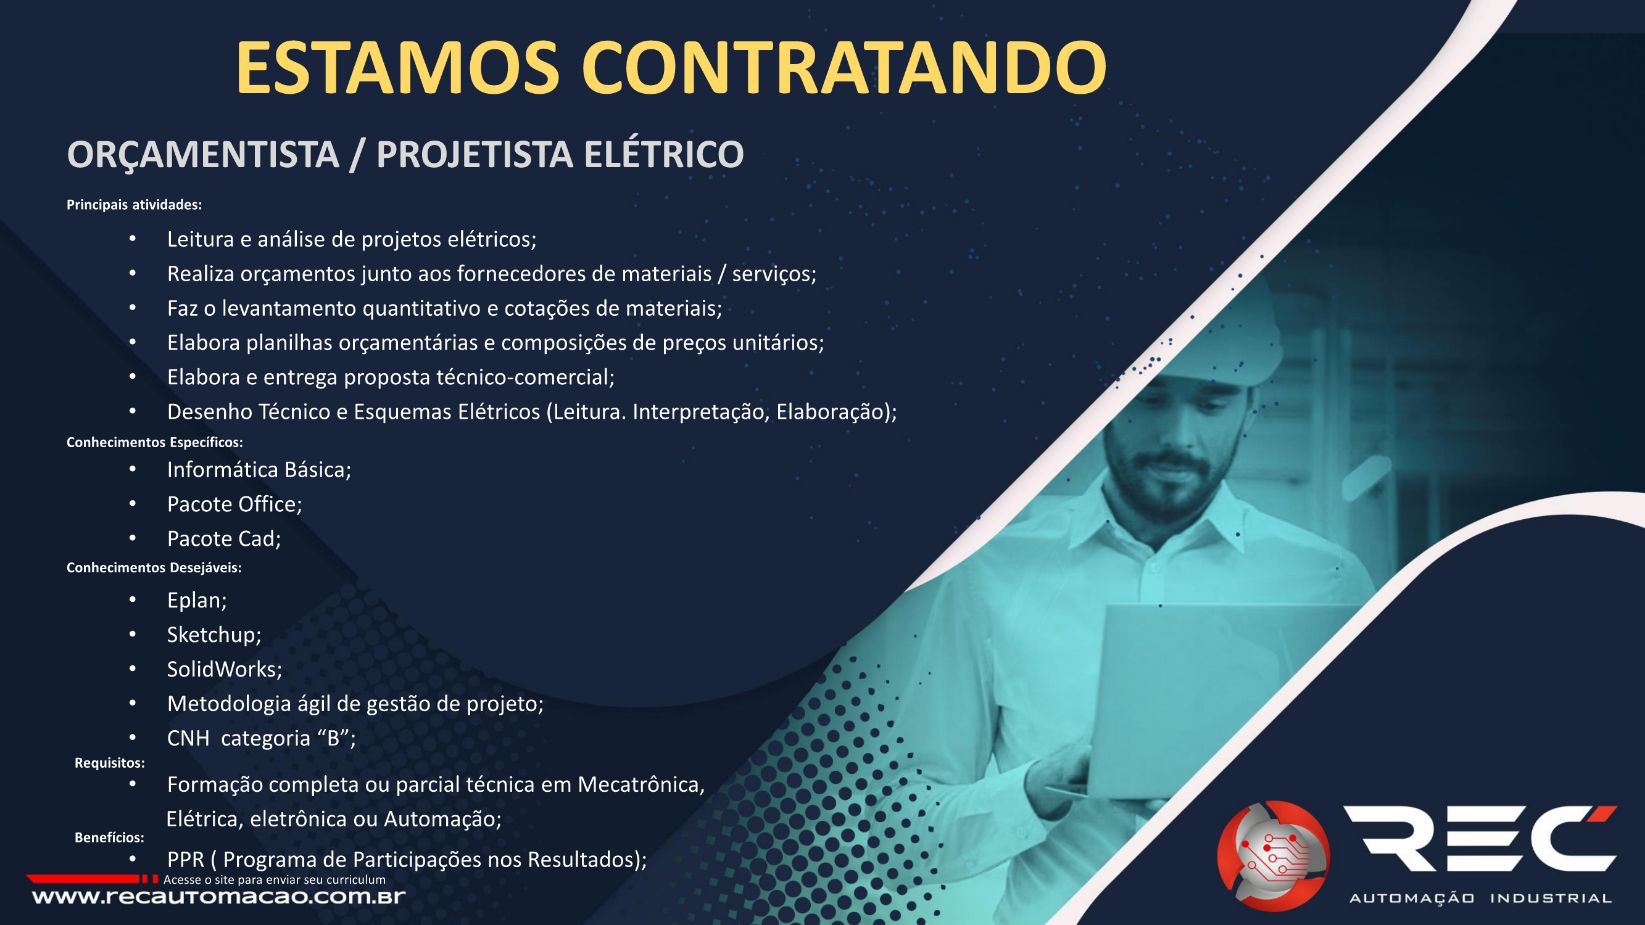 ESTAMOS CONTRATANDO
ORÇAMENTISTA / PROJETISTA ELÉTRICO
Principais atividades:
• Leitura e análise de projetos elétricos;
• Realiza orçamentos junto aos fornecedores de materiais / serviços;
• Faz o levantamento quantitativo e cotações de materiais;
• Elabora planilhas orçamentárias e composições de preços unitários;
• Elabora e entrega proposta técnico-comercial;
• Desenho Técnico e Esquemas Elétricos (Leitura. Interpretação, Elaboração);
Conhecimentos Específicos:
• Informática Básica;
• Pacote Office;
• Pacote Cad;
Conhecimentos Desejáveis:
• Eplan;
• Sketchup;
• SolidWorks;
• Metodologia ágil de gestão de projeto;
• CNH categoria “B”;
Requisitos:
• Formação completa ou parcial técnica em Mecatrônica,
Elétrica, eletrônica ou Automação;
Benefícios:
• PPR ( Programa de Participações nos Resultados);
Acesse o site para enviar seu curriculum
www.recautomacao.com.br
REC
AUTOMAÇÃO INDUSTRIAL